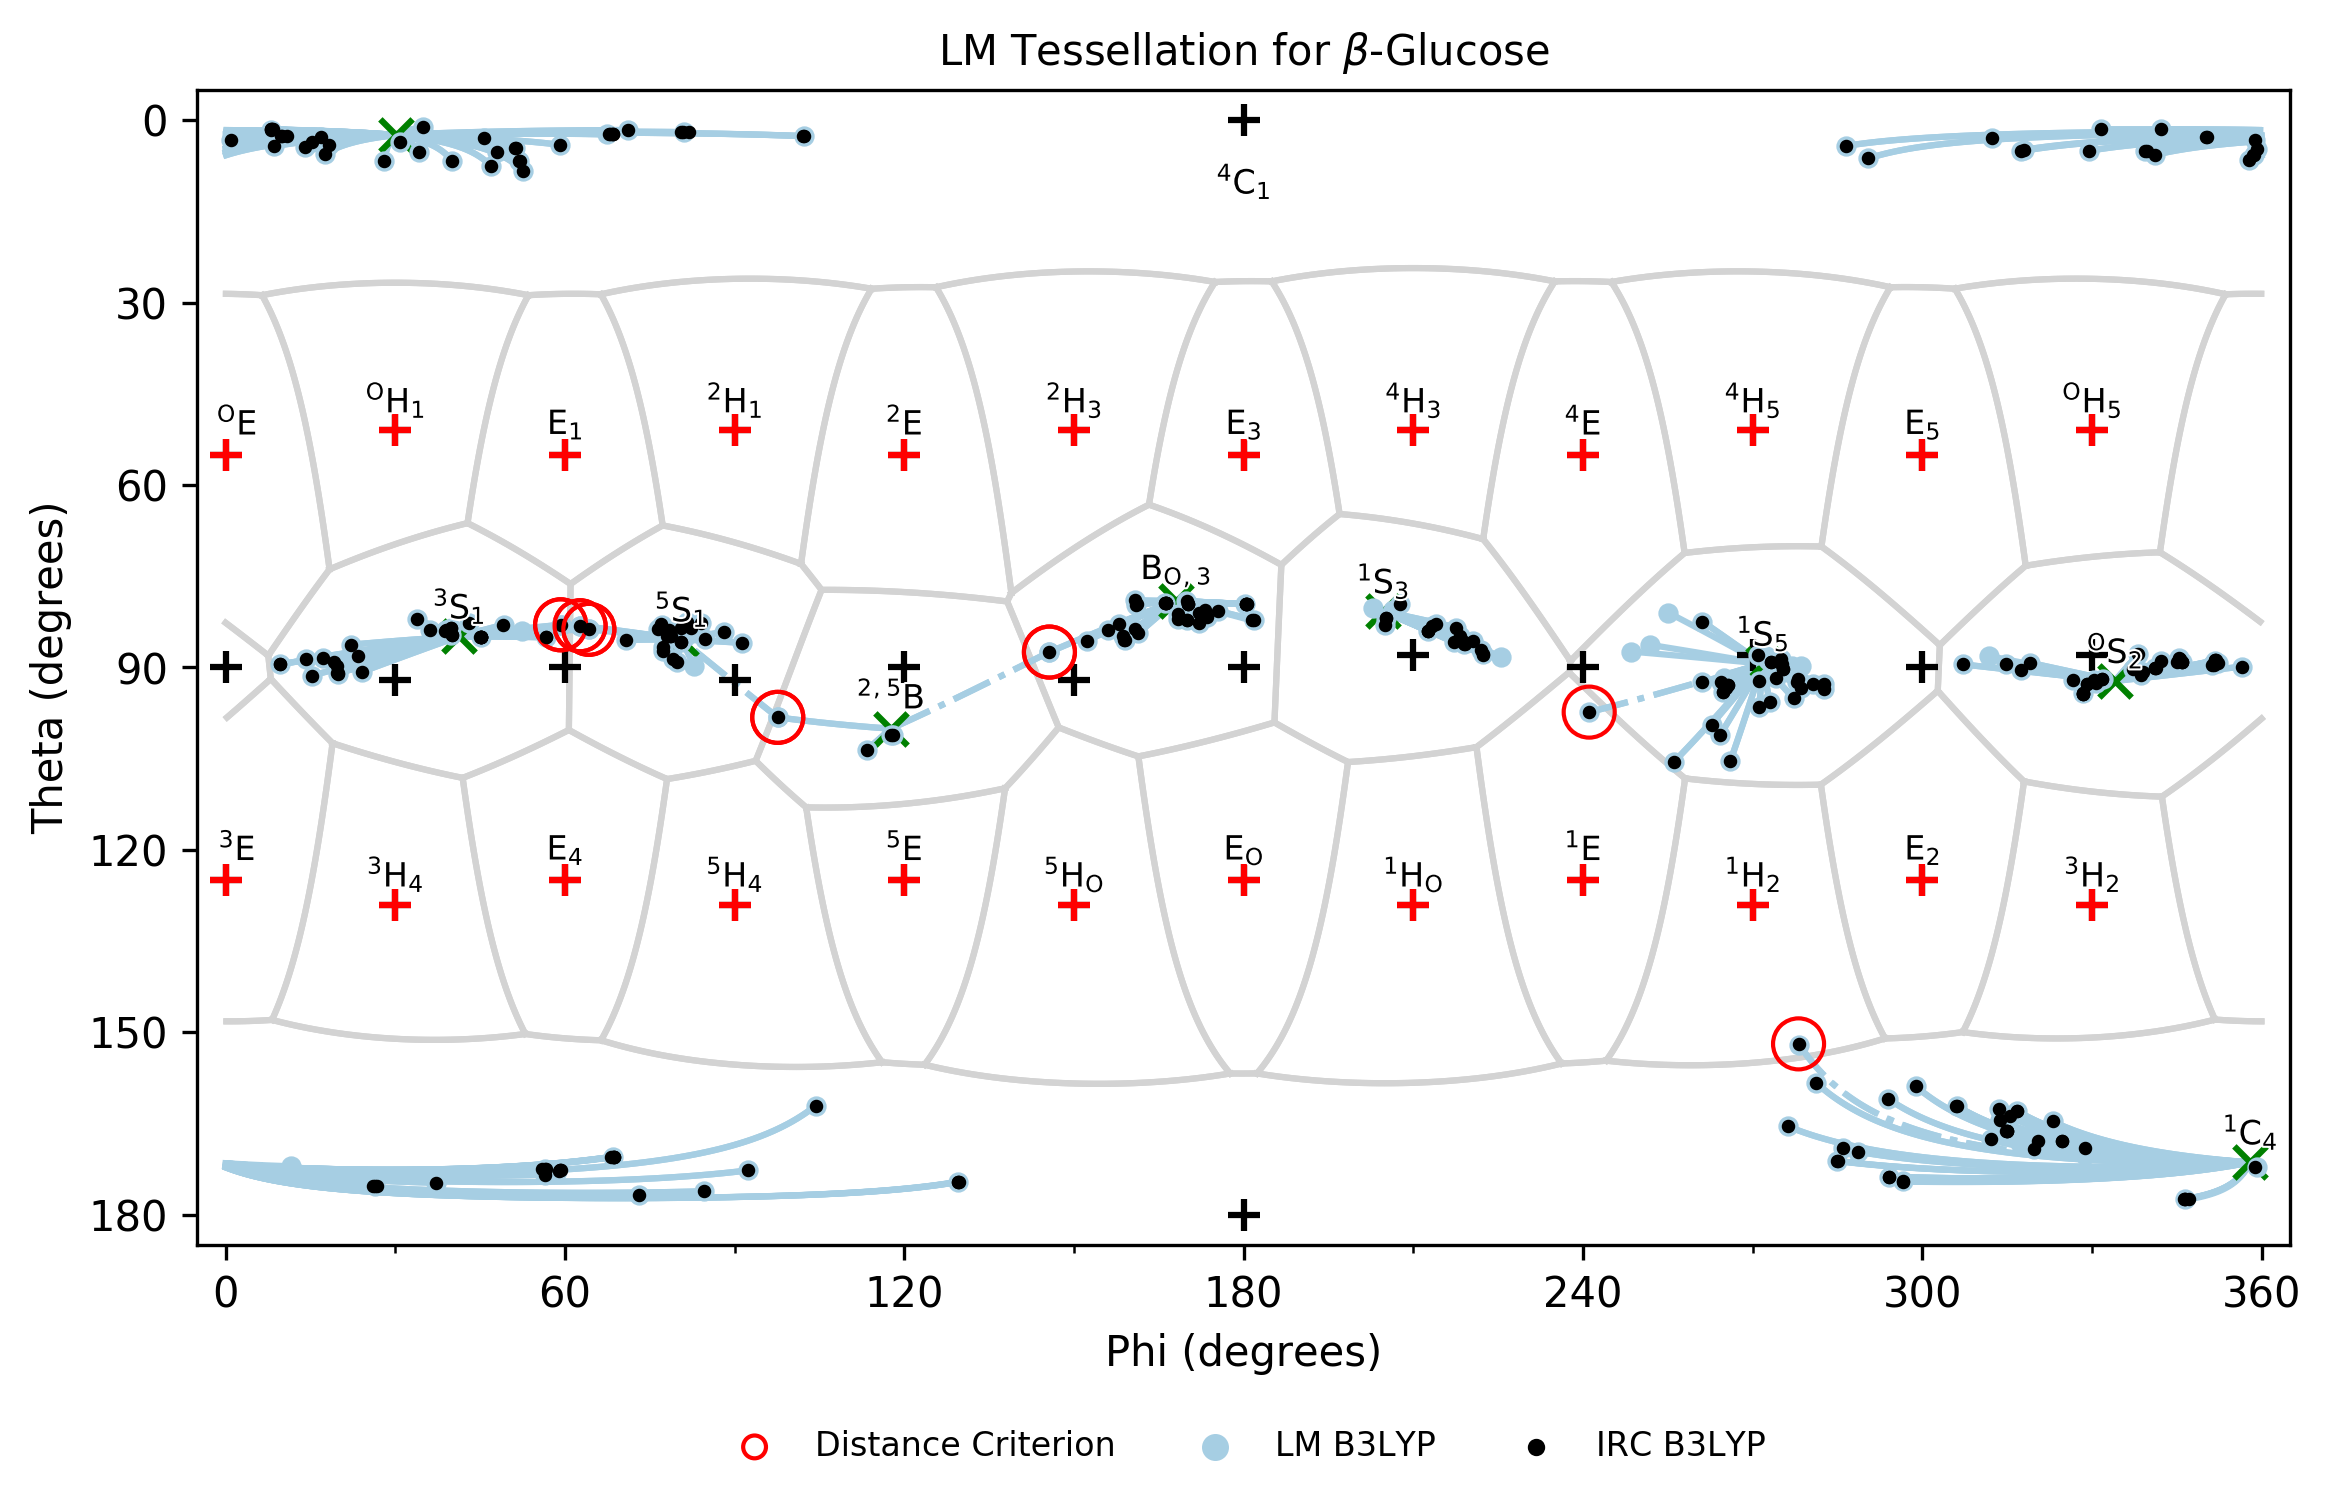 LM Tessellation for β-Glucose
Theta (degrees)
0
30
60
90
120
150
180
⁴C₁
ᴼE ᴼH₁ E₁ ²H₁ ²E ²H₃ E₃ ⁴H₃ ⁴E ⁴H₅ E₅ ᴼH₅
³S₁ ⁵S₁ ²,⁵B B_O,3 ¹S₃ ¹S₅ ᴼS₂
³E ³H₄ E₄ ⁵H₄ ⁵E ⁵H_O E_O ¹H_O ¹E ¹H₂ E₂ ³H₂
¹C₄
0 60 120 180 240 300 360
Phi (degrees)
Distance Criterion LM B3LYP IRC B3LYP